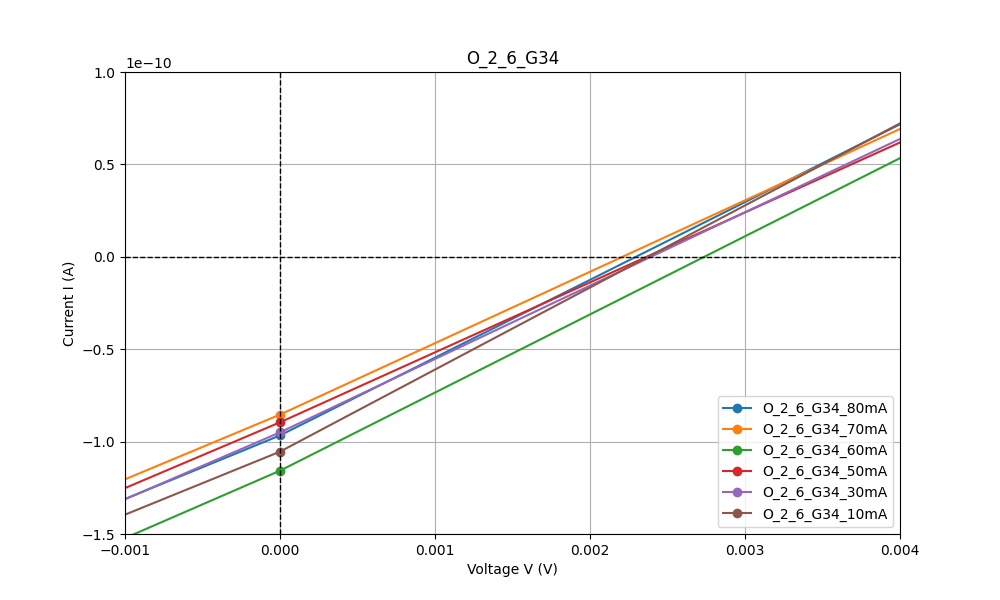 O_2_6_G34
1e−10
1.0
0.5
0.0
−0.5
−1.0
−1.5
Current I (A)
−0.001
0.000
0.001
0.002
0.003
0.004
Voltage V (V)
O_2_6_G34_80mA
O_2_6_G34_70mA
O_2_6_G34_60mA
O_2_6_G34_50mA
O_2_6_G34_30mA
O_2_6_G34_10mA